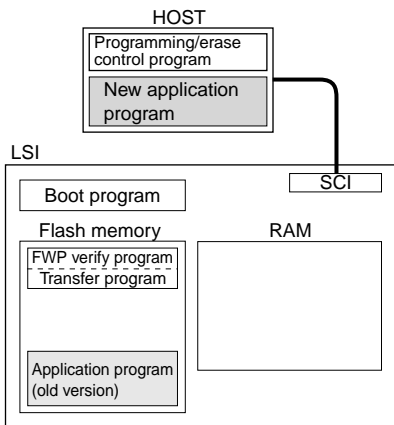 HOST
Programming/erase
control program
New application
program
LSI
SCI
Boot program
Flash memory
RAM
FWP verify program
Transfer program
Application program
(old version)